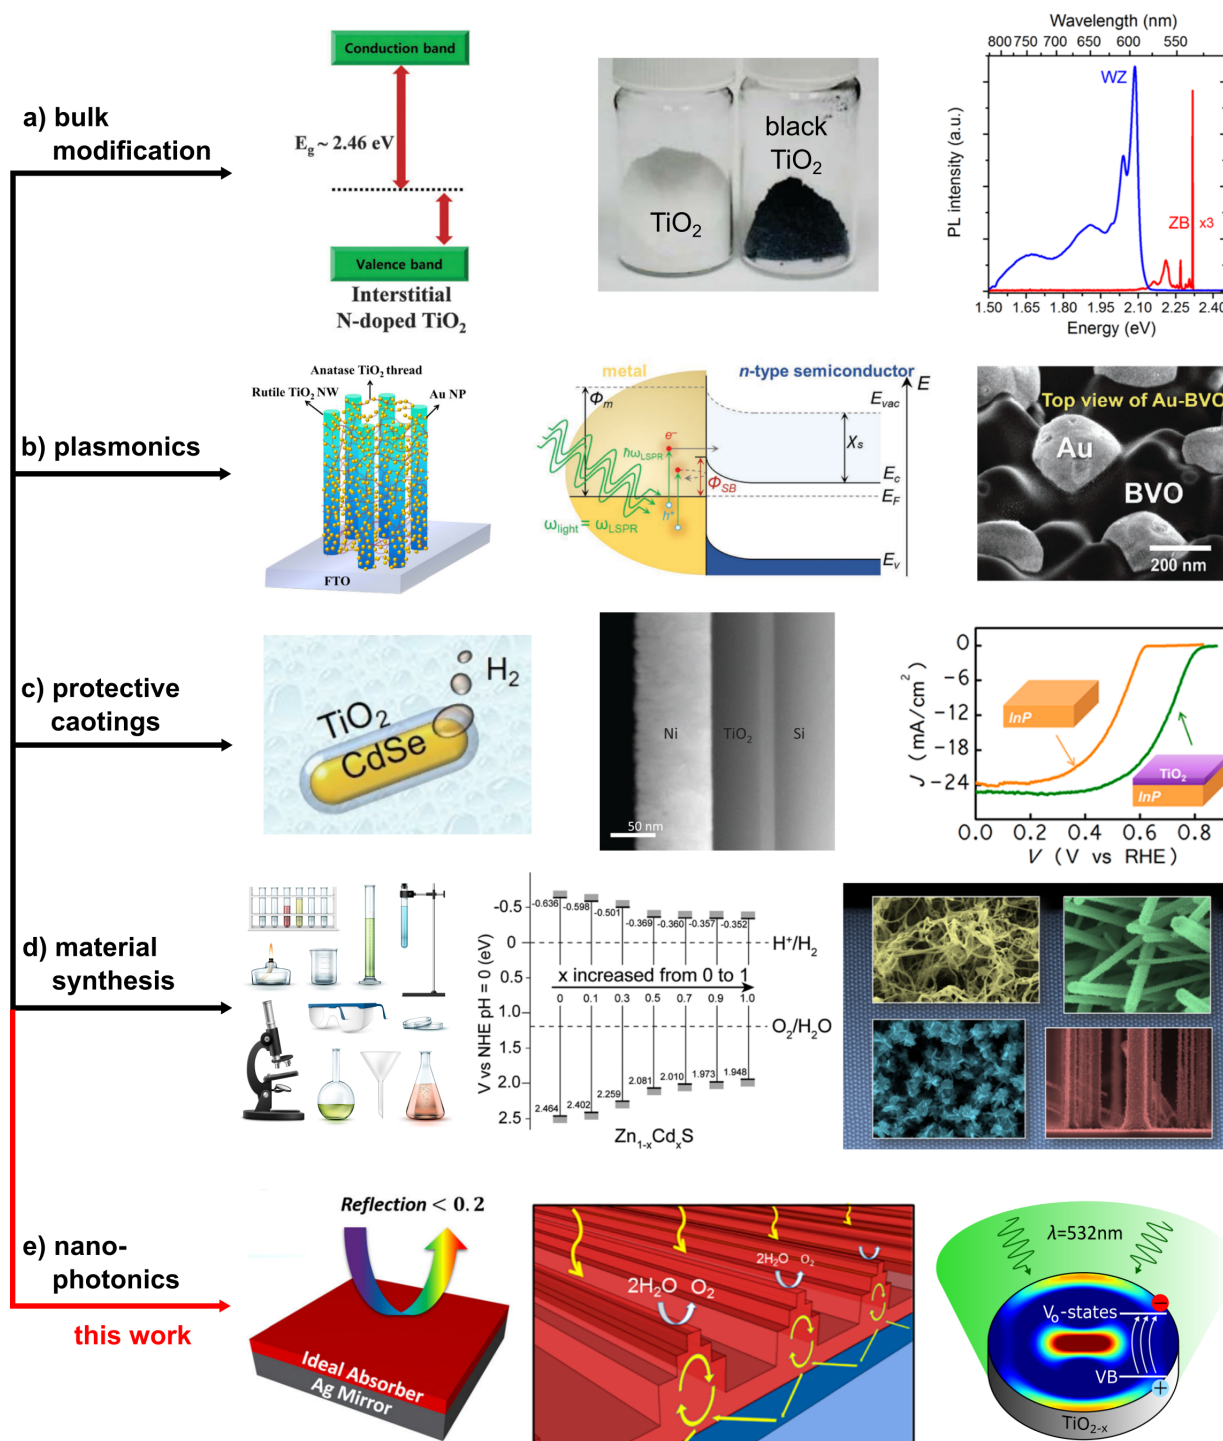 a) bulk
modification
Conduction band
E_g ~ 2.46 eV
Valence band
Interstitial
N-doped TiO₂
TiO₂
black
TiO₂
Wavelength (nm)
800 750 700 650 600 550
PL intensity (a.u.)
WZ
ZB x3
1.50 1.65 1.80 1.95 2.10 2.25 2.40
Energy (eV)
b) plasmonics
Anatase TiO₂ thread
Rutile TiO₂ NW
Au NP
FTO
metal
n-type semiconductor
E
Φ_m
E_vac
χ_s
e⁻
ħω_LSPR
Φ_SB
E_c
E_F
h⁺
ω_light = ω_LSPR
E_v
Top view of Au-BVO
Au
BVO
200 nm
c) protective
caotings
H₂
TiO₂
CdSe
Ni
TiO₂
Si
50 nm
J (mA/cm²)
0
-6
-12
-18
-24
InP
TiO₂
InP
0.0 0.2 0.4 0.6 0.8
V (V vs RHE)
d) material
synthesis
V vs NHE pH = 0 (eV)
-0.5
0
0.5
1.0
1.5
2.0
2.5
-0.636 -0.598 -0.501 -0.369 -0.360 -0.357 -0.352
H⁺/H₂
x increased from 0 to 1
0 0.1 0.3 0.5 0.7 0.9 1.0
O₂/H₂O
2.464 2.402 2.259 2.081 2.010 1.973 1.948
Zn₁₋ₓCdₓS
e) nano-
photonics
this work
Reflection < 0.2
Ideal Absorber
Ag Mirror
2H₂O O₂
2H₂O O₂
λ=532nm
V_o-states
−
VB
+
TiO₂₋ₓ